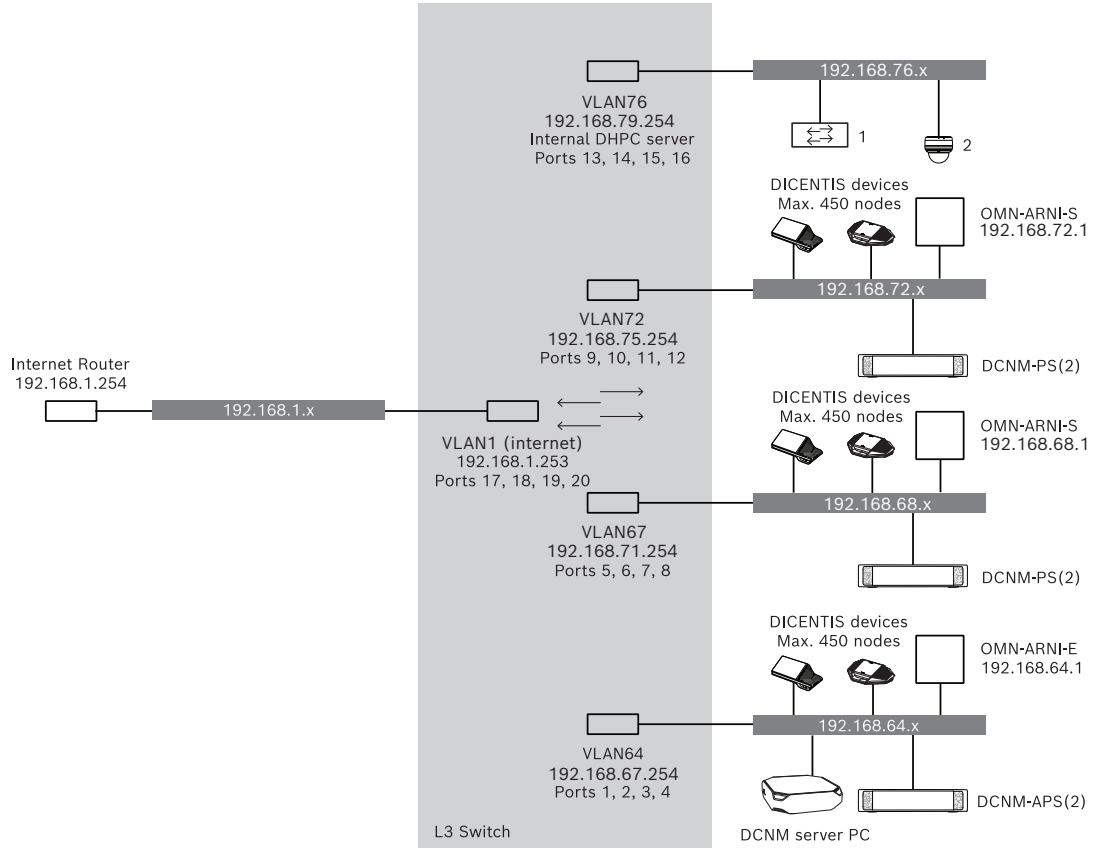 192.168.76.x
VLAN76
192.168.79.254
Internal DHPC server
Ports 13, 14, 15, 16
1
2
DICENTIS devices
Max. 450 nodes
OMN-ARNI-S
192.168.72.1
192.168.72.x
VLAN72
192.168.75.254
Ports 9, 10, 11, 12
DCNM-PS(2)
Internet Router
192.168.1.254
192.168.1.x
VLAN1 (internet)
192.168.1.253
Ports 17, 18, 19, 20
DICENTIS devices
Max. 450 nodes
OMN-ARNI-S
192.168.68.1
192.168.68.x
VLAN67
192.168.71.254
Ports 5, 6, 7, 8
DCNM-PS(2)
DICENTIS devices
Max. 450 nodes
OMN-ARNI-E
192.168.64.1
192.168.64.x
VLAN64
192.168.67.254
Ports 1, 2, 3, 4
DCNM-APS(2)
L3 Switch
DCNM server PC